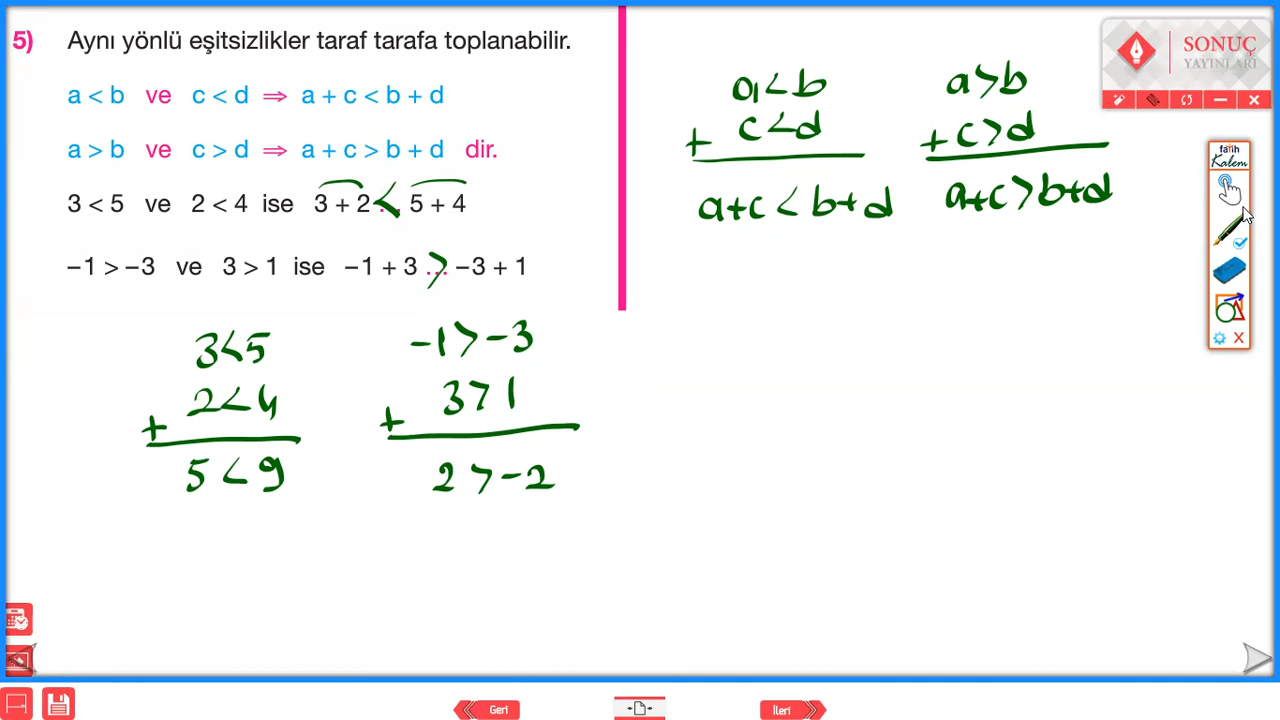 5) Aynı yönlü eşitsizlikler taraf tarafa toplanabilir.
a < b ve c < d ⇒ a + c < b + d
a > b ve c > d ⇒ a + c > b + d dir.
3 < 5 ve 2 < 4 ise 3 + 2 < 5 + 4
−1 > −3 ve 3 > 1 ise −1 + 3 ... > −3 + 1
3<5
2<4
+
5<9
-1>-3
3>1
+
2>-2
a<b
c<d
+
a+c<b+d
a>b
+ c>d
a+c>b+d
SONUÇ
YAYINLARI
fatih
Kalem
Geri
İleri